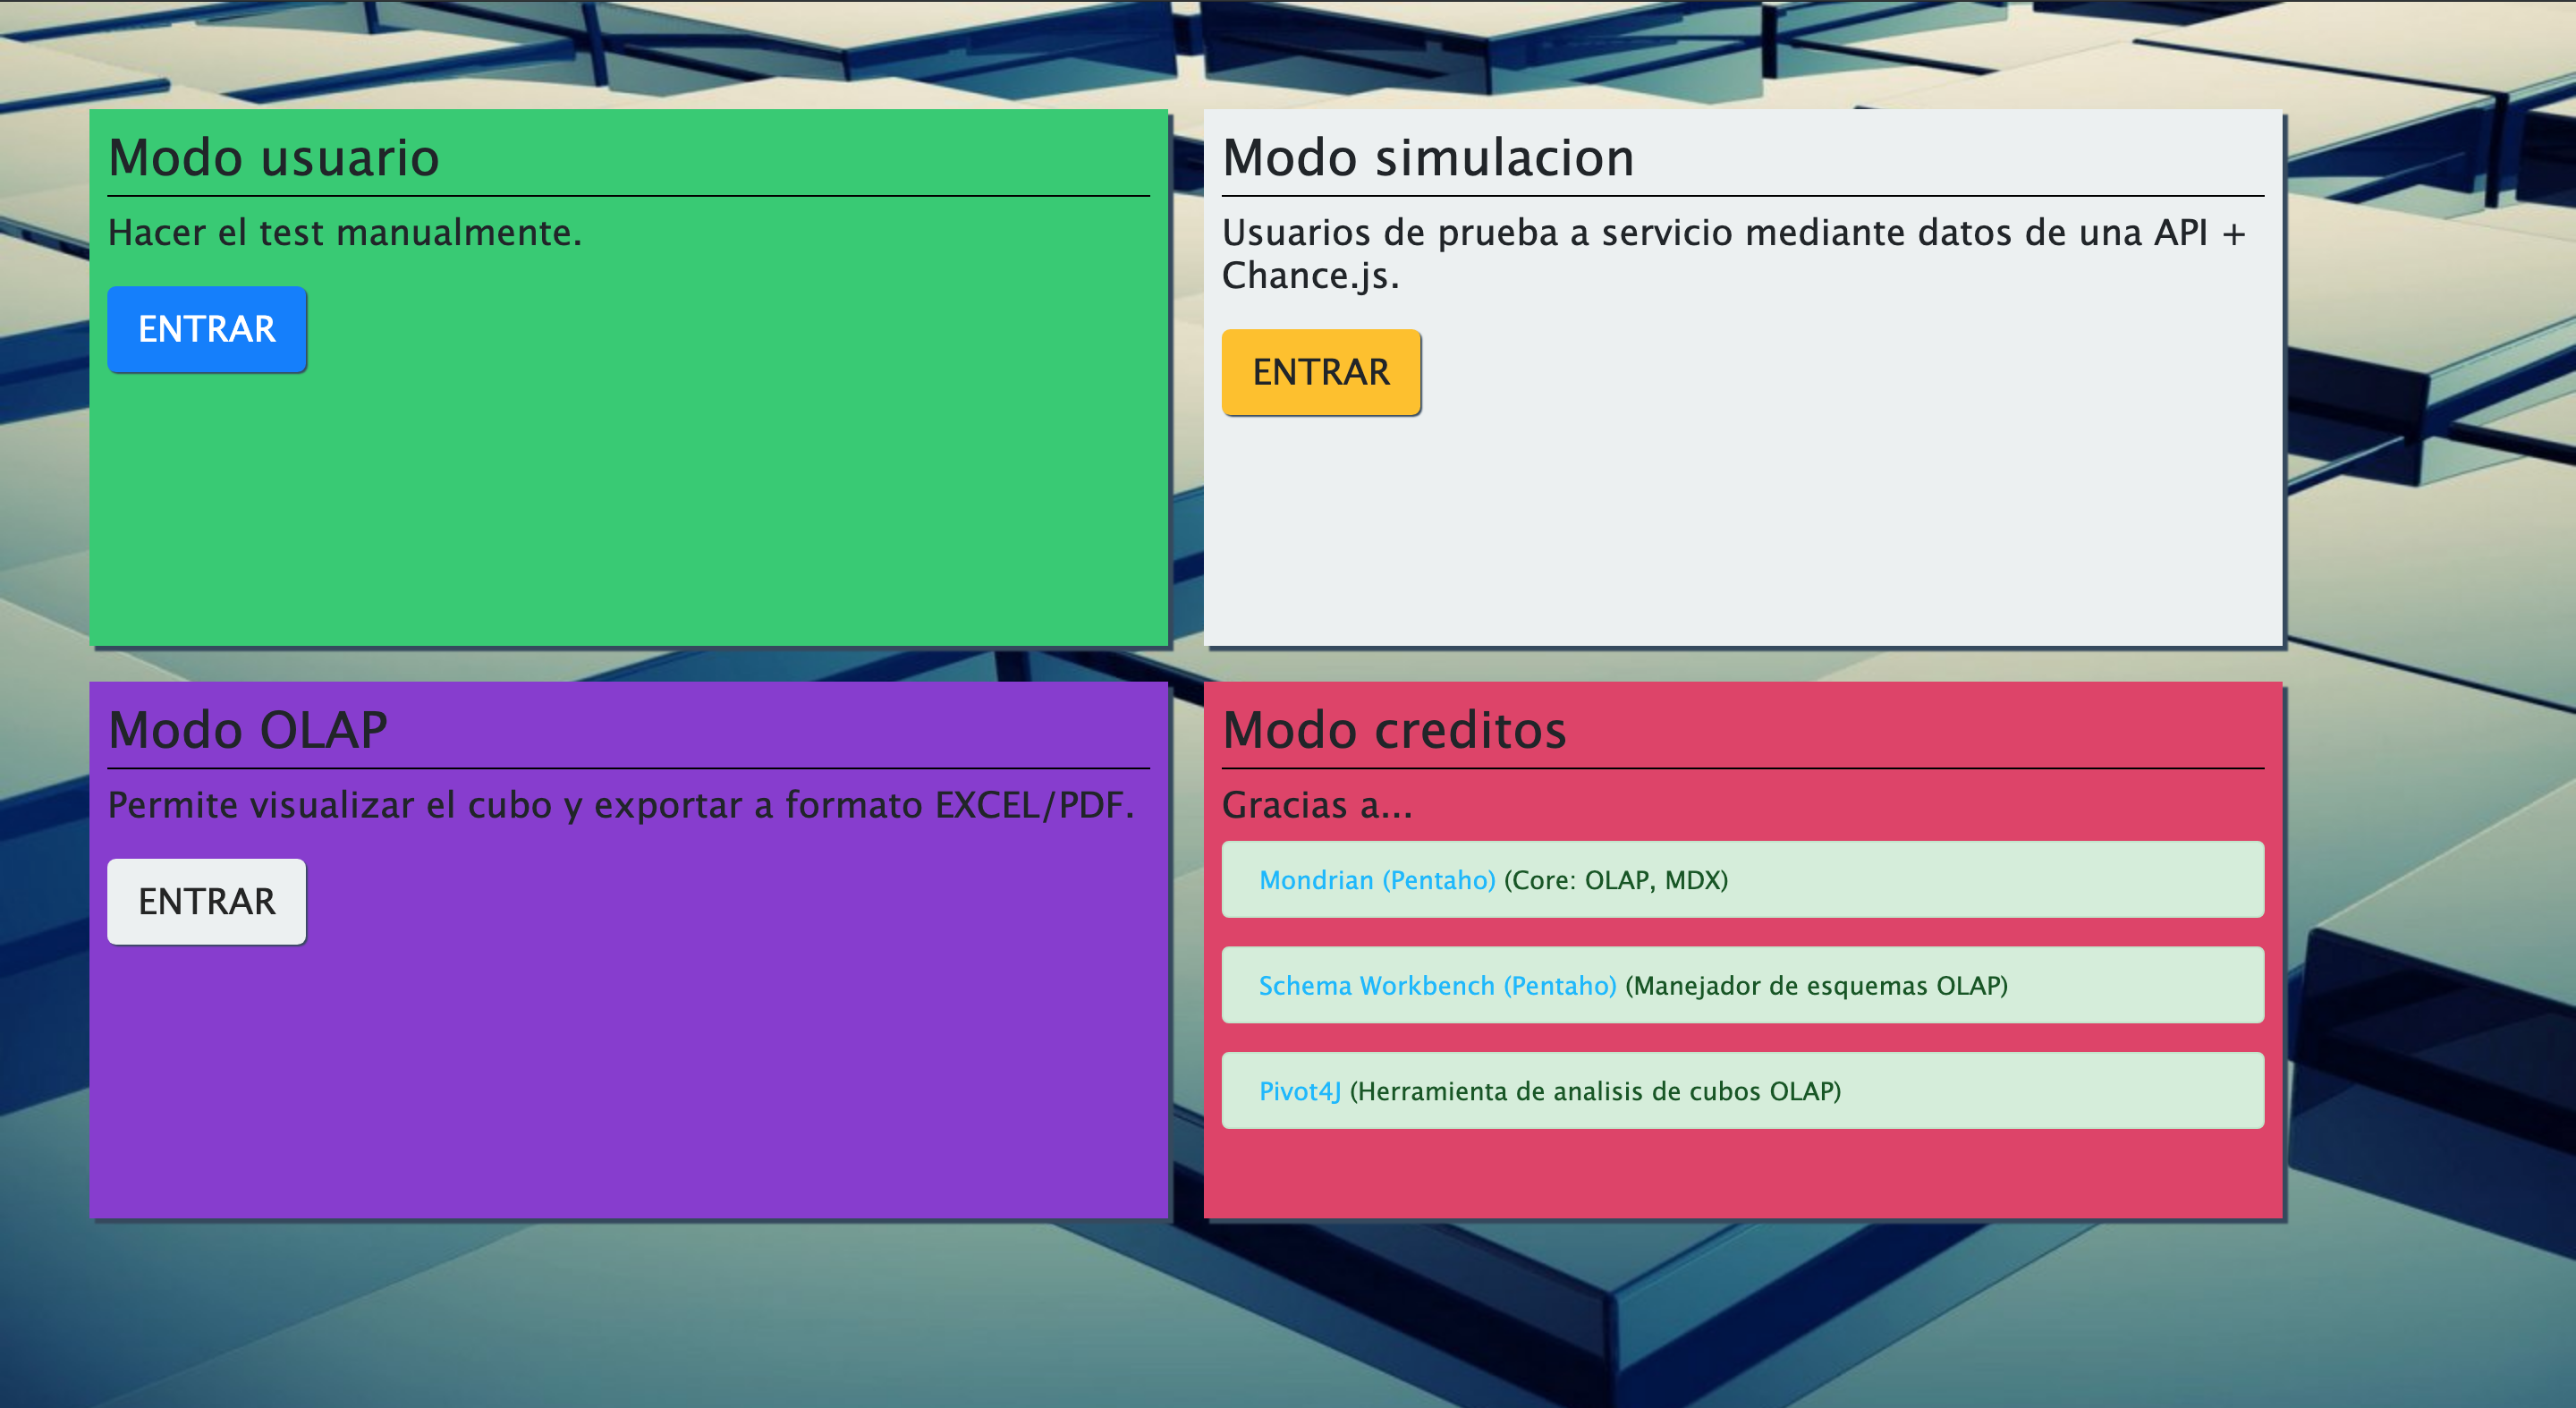 Modo usuario
Hacer el test manualmente.
ENTRAR
Modo simulacion
Usuarios de prueba a servicio mediante datos de una API +
Chance.js.
ENTRAR
Modo OLAP
Permite visualizar el cubo y exportar a formato EXCEL/PDF.
ENTRAR
Modo creditos
Gracias a...
Mondrian (Pentaho) (Core: OLAP, MDX)
Schema Workbench (Pentaho) (Manejador de esquemas OLAP)
Pivot4J (Herramienta de analisis de cubos OLAP)